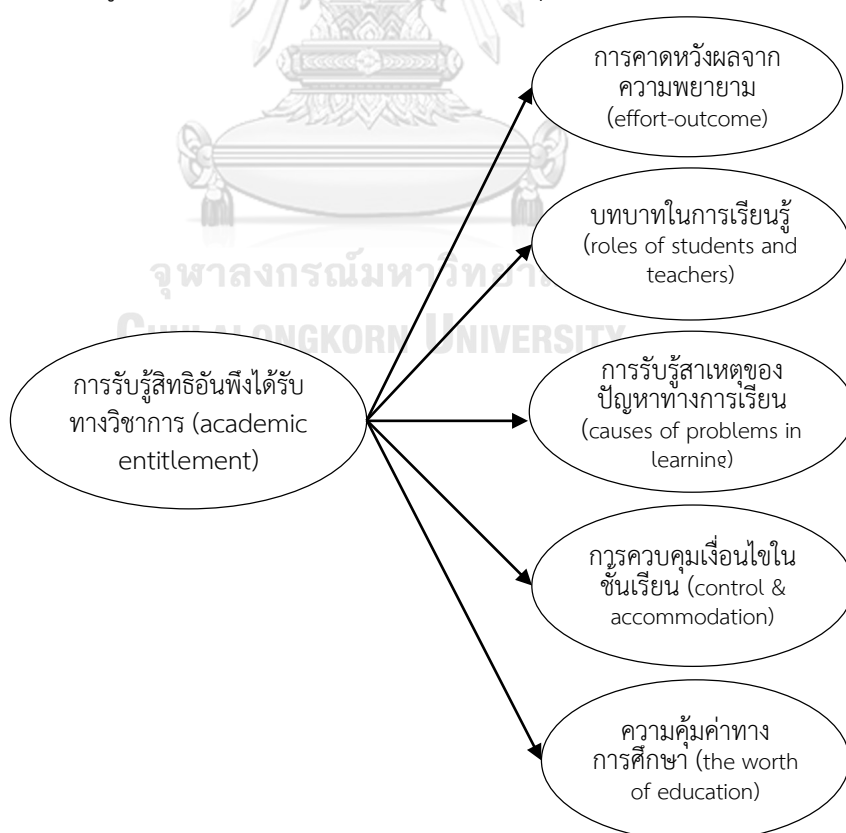 การคาดหวังผลจาก
ความพยายาม
(effort-outcome)
บทบาทในการเรียนรู้
(roles of students and
teachers)
จุฬาลงกรณ์มหาวิทยาลัย
CHULALONGKORN UNIVERSITY
การรับรู้สิทธิอันพึงได้รับ
ทางวิชาการ (academic
entitlement)
การรับรู้สาเหตุของ
ปัญหาทางการเรียน
(causes of problems in
learning)
การควบคุมเงื่อนไขใน
ชั้นเรียน (control &
accommodation)
ความคุ้มค่าทาง
การศึกษา (the worth
of education)